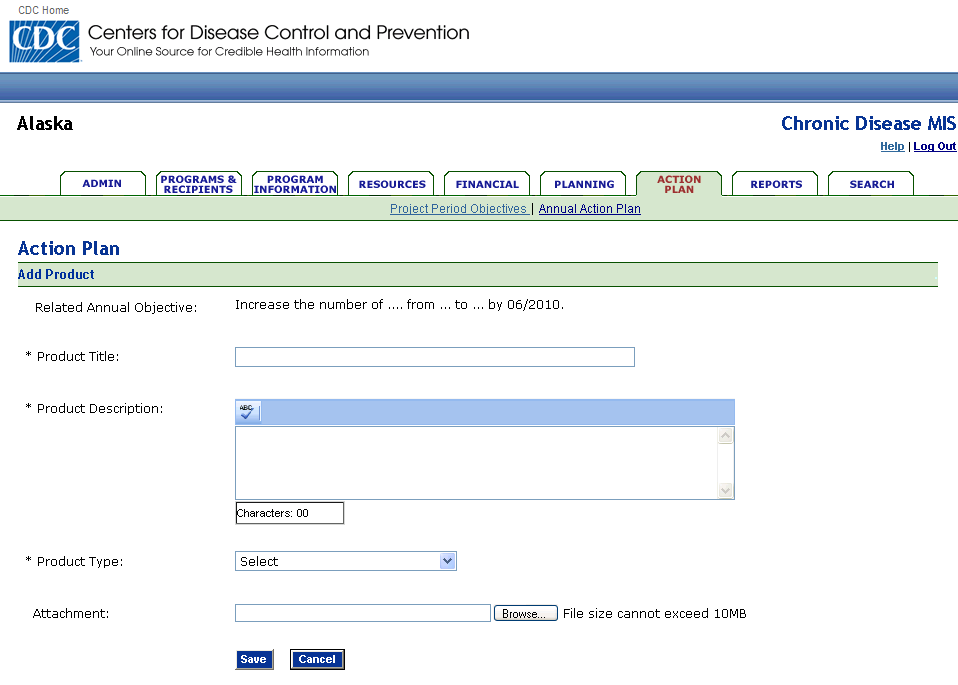 CDC Home
CDC Centers for Disease Control and Prevention
Your Online Source for Credible Health Information
Alaska
Chronic Disease MIS
Help | Log Out
ADMIN
PROGRAMS &
RECIPIENTS
PROGRAM
INFORMATION
RESOURCES
FINANCIAL
PLANNING
ACTION
PLAN
REPORTS
SEARCH
Project Period Objectives | Annual Action Plan
Action Plan
Add Product
Related Annual Objective: Increase the number of .... from ... to ... by 06/2010.
* Product Title:
* Product Description:
ABC
Characters: 00
* Product Type: Select
Attachment: Browse... File size cannot exceed 10MB
Save Cancel